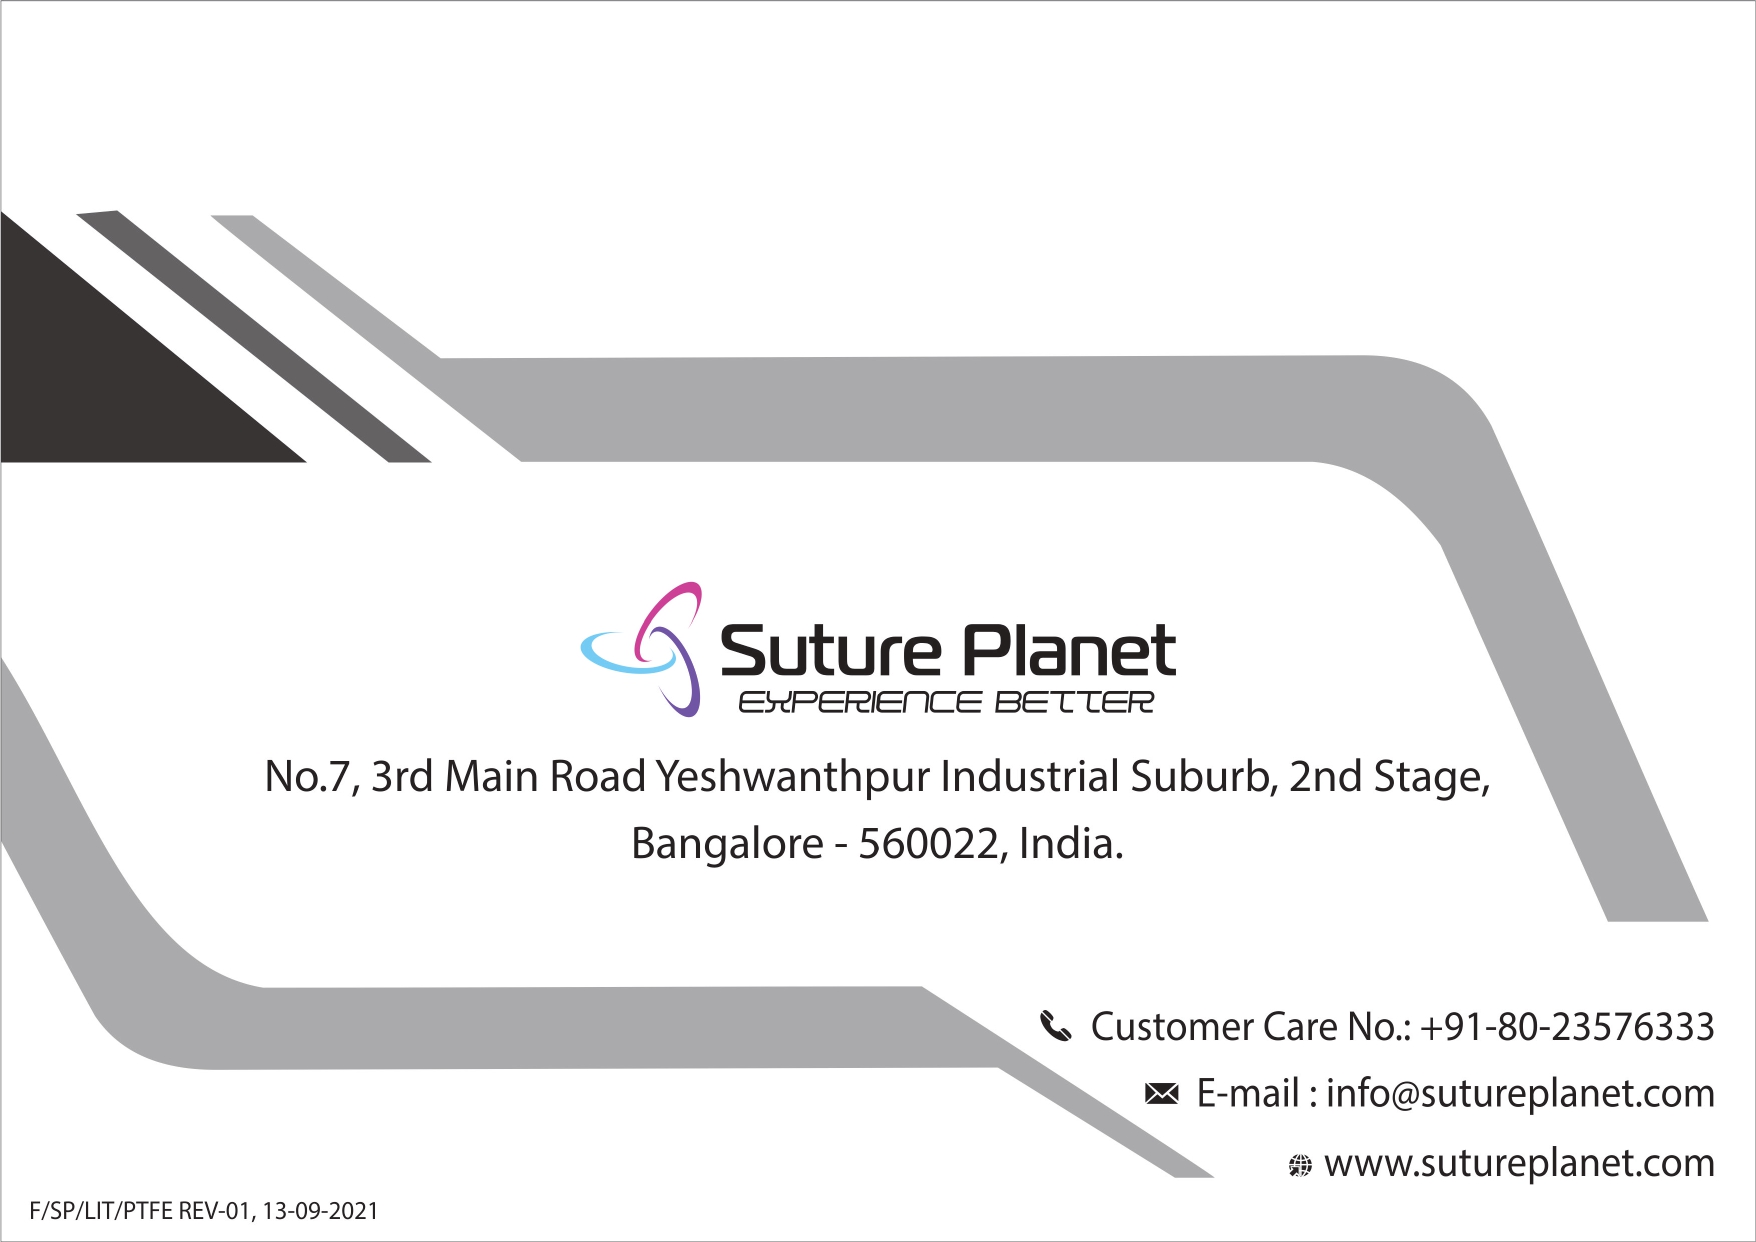 Suture Planet
EXPERIENCE BETTER
No.7, 3rd Main Road Yeshwanthpur Industrial Suburb, 2nd Stage,
Bangalore - 560022, India.
Customer Care No.: +91-80-23576333
E-mail : info@sutureplanet.com
www.sutureplanet.com
F/SP/LIT/PTFE REV-01, 13-09-2021